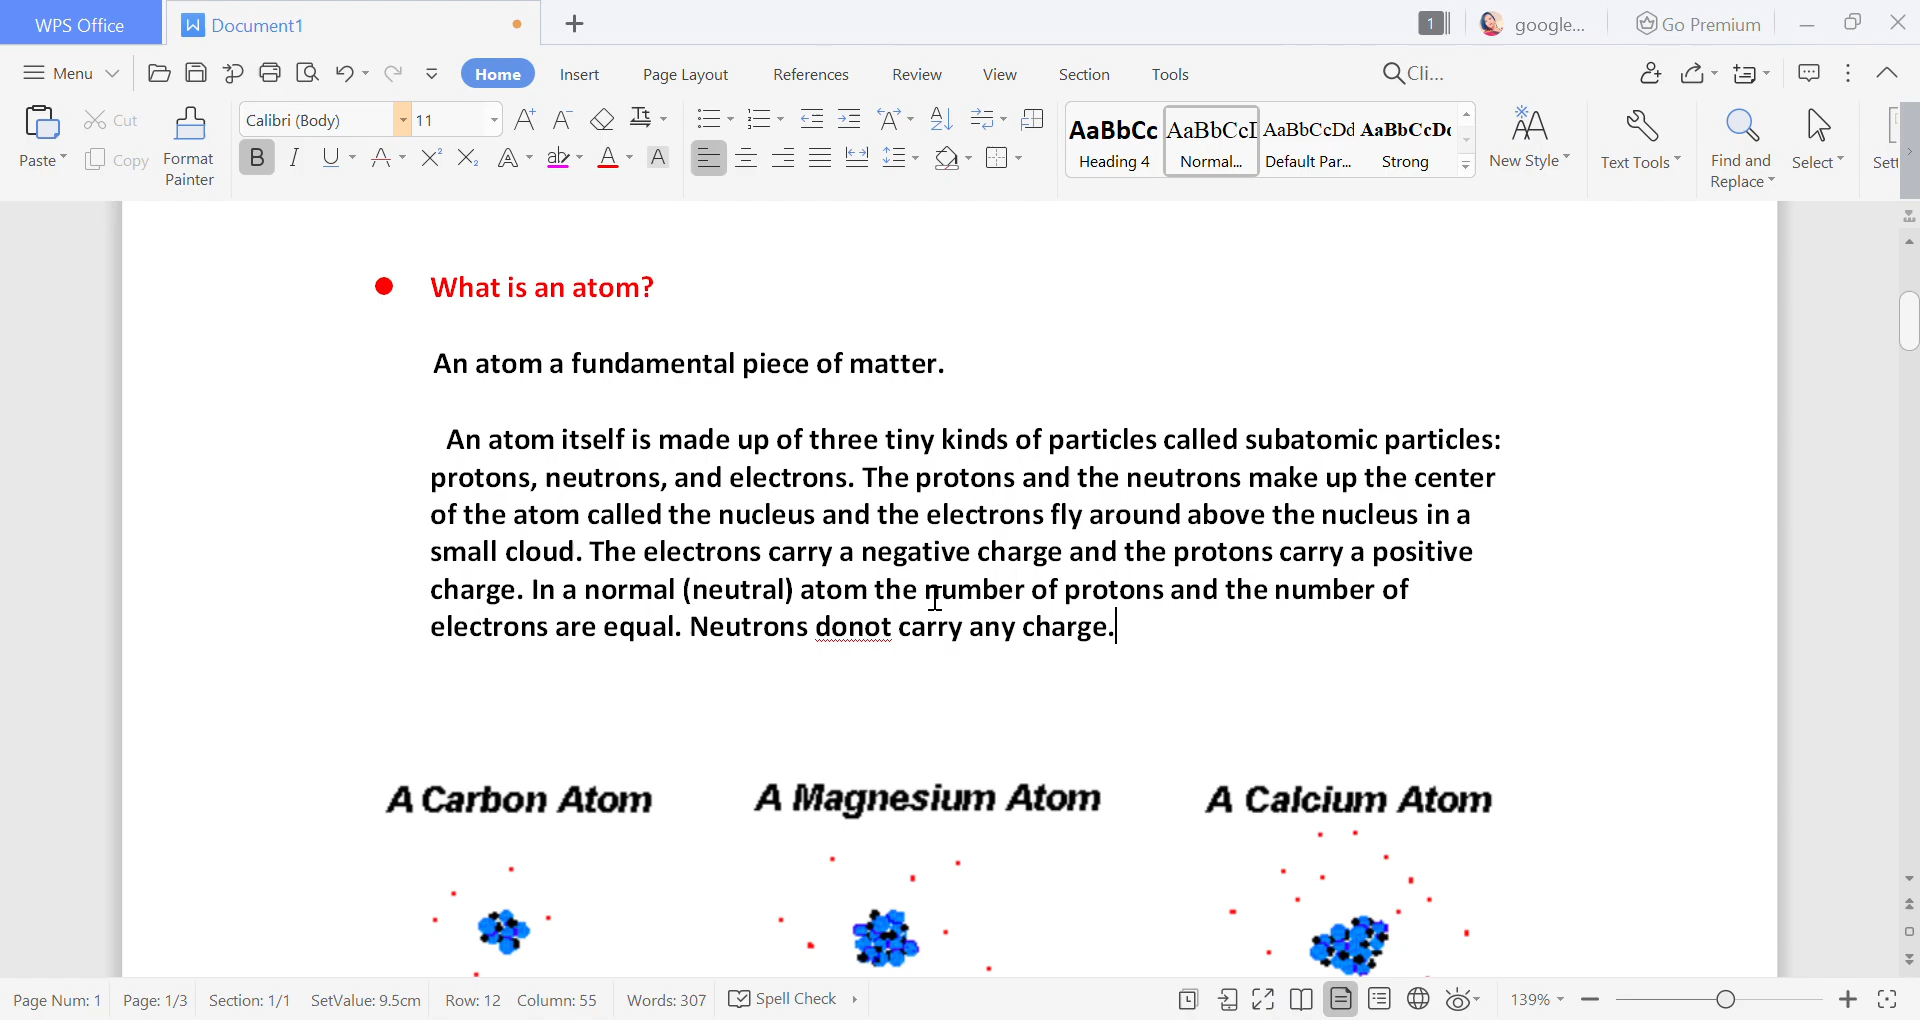 WPS Office
Document1
1
google...
Go Premium
Menu
Home
Insert
Page Layout
References
Review
View
Section
Tools
Cli...
Paste
Cut
Copy
Format
Painter
Calibri (Body)
11
AaBbCc
Heading 4
AaBbCcI
Normal...
AaBbCcDd
Default Par...
AaBbCcDc
Strong
New Style
Text Tools
Find and
Replace
Select
Sett
What is an atom?
An atom a fundamental piece of matter.
An atom itself is made up of three tiny kinds of particles called subatomic particles:
protons, neutrons, and electrons. The protons and the neutrons make up the center
of the atom called the nucleus and the electrons fly around above the nucleus in a
small cloud. The electrons carry a negative charge and the protons carry a positive
charge. In a normal (neutral) atom the number of protons and the number of
electrons are equal. Neutrons donot carry any charge.
A Carbon Atom
A Magnesium Atom
A Calcium Atom
Page Num: 1
Page: 1/3
Section: 1/1
SetValue: 9.5cm
Row: 12
Column: 55
Words: 307
Spell Check
139%